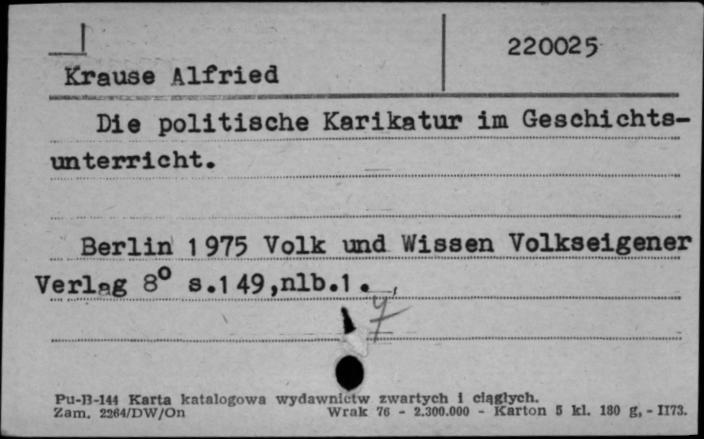 220025
Krause Alfried
Die politische Karikatur im Geschichts-
unterricht.
Berlin 1975 Volk und Wissen Volkseigener
Verlag 8° s.149,nlb.1.,
7
Pu-B-144 Karta katalogowa wydawnictw zwartych i ciągłych.
Zam. 2264/DW/On Wrak 76 - 2.300.000 - Karton 5 kl. 180 g, - II73.